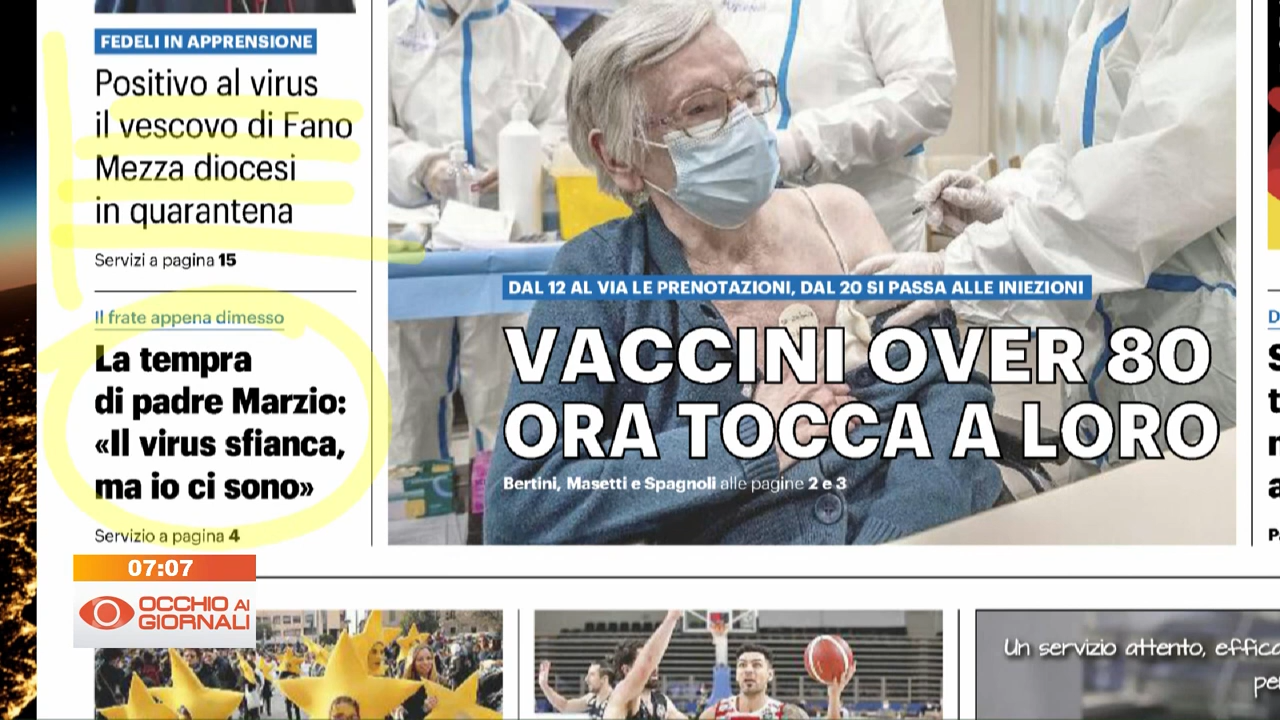 FEDELI IN APPRENSIONE
Positivo al virus
il vescovo di Fano
Mezza diocesi
in quarantena
Servizi a pagina 15
Il frate appena dimesso
La tempra
di padre Marzio:
«Il virus sfianca,
ma io ci sono»
Servizio a pagina 4
DAL 12 AL VIA LE PRENOTAZIONI, DAL 20 SI PASSA ALLE INIEZIONI
VACCINI OVER 80
ORA TOCCA A LORO
Bertini, Masetti e Spagnoli alle pagine 2 e 3
07:07
OCCHIO AI
GIORNALI
Un servizio attento,